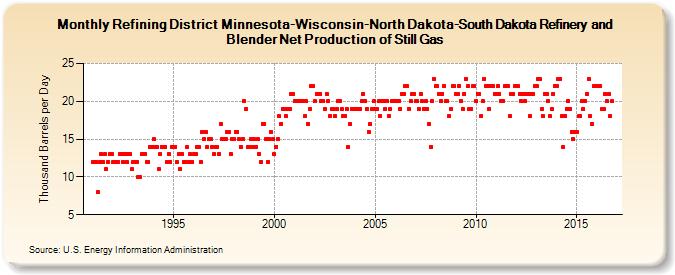 Monthly Refining District Minnesota-Wisconsin-North Dakota-South Dakota Refinery and
Blender Net Production of Still Gas
Thousand Barrels per Day
25
20
15
10
5
1995
2000
2005
2010
2015
Source: U.S. Energy Information Administration